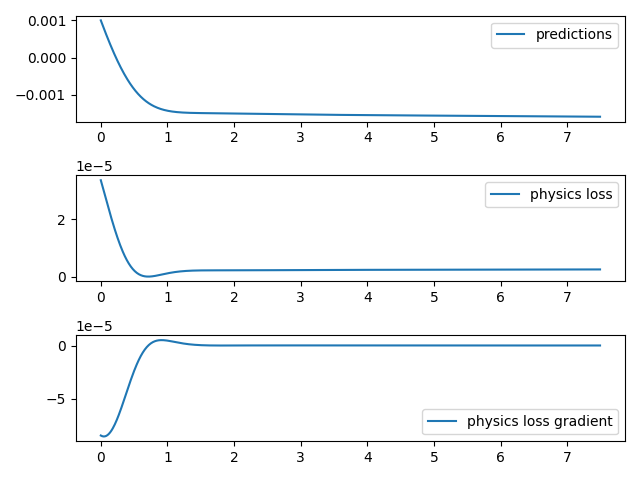 0.001
0.000
−0.001
predictions
0 1 2 3 4 5 6 7
1e−5
2
0
physics loss
0 1 2 3 4 5 6 7
1e−5
0
−5
physics loss gradient
0 1 2 3 4 5 6 7